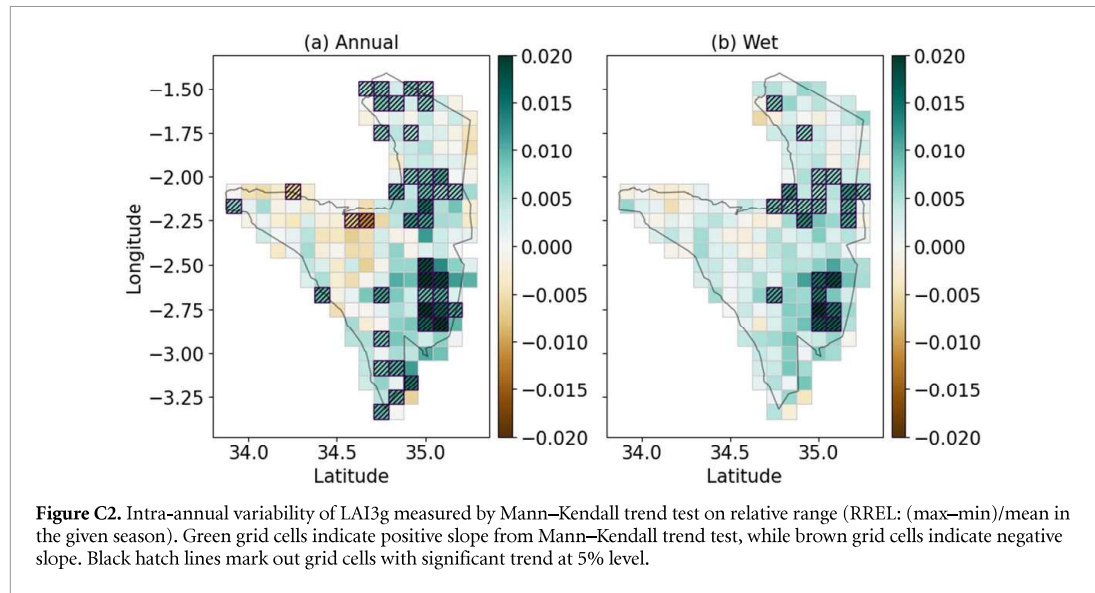 (a) Annual
(b) Wet
−1.50
−1.75
−2.00
−2.25
−2.50
−2.75
−3.00
−3.25
Longitude
34.0 34.5 35.0
Latitude
0.020
0.015
0.010
0.005
0.000
−0.005
−0.010
−0.015
−0.020
34.0 34.5 35.0
Latitude
0.020
0.015
0.010
0.005
0.000
−0.005
−0.010
−0.015
−0.020
Figure C2. Intra-annual variability of LAI3g measured by Mann–Kendall trend test on relative range (RREL: (max–min)/mean in
the given season). Green grid cells indicate positive slope from Mann–Kendall trend test, while brown grid cells indicate negative
slope. Black hatch lines mark out grid cells with significant trend at 5% level.